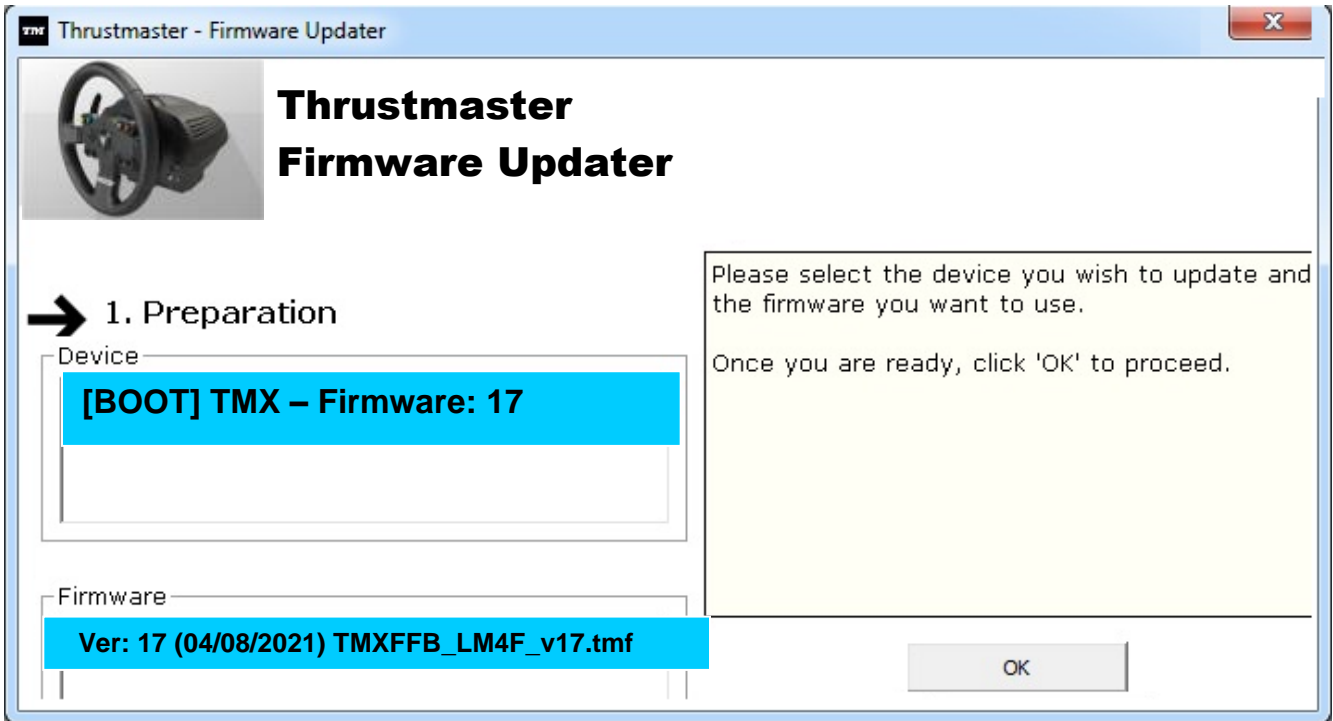 TM Thrustmaster - Firmware Updater
X
Thrustmaster
Firmware Updater
1. Preparation
Device
[BOOT] TMX – Firmware: 17
Firmware
Ver: 17 (04/08/2021) TMXFFB_LM4F_v17.tmf
Please select the device you wish to update and
the firmware you want to use.
Once you are ready, click 'OK' to proceed.
OK